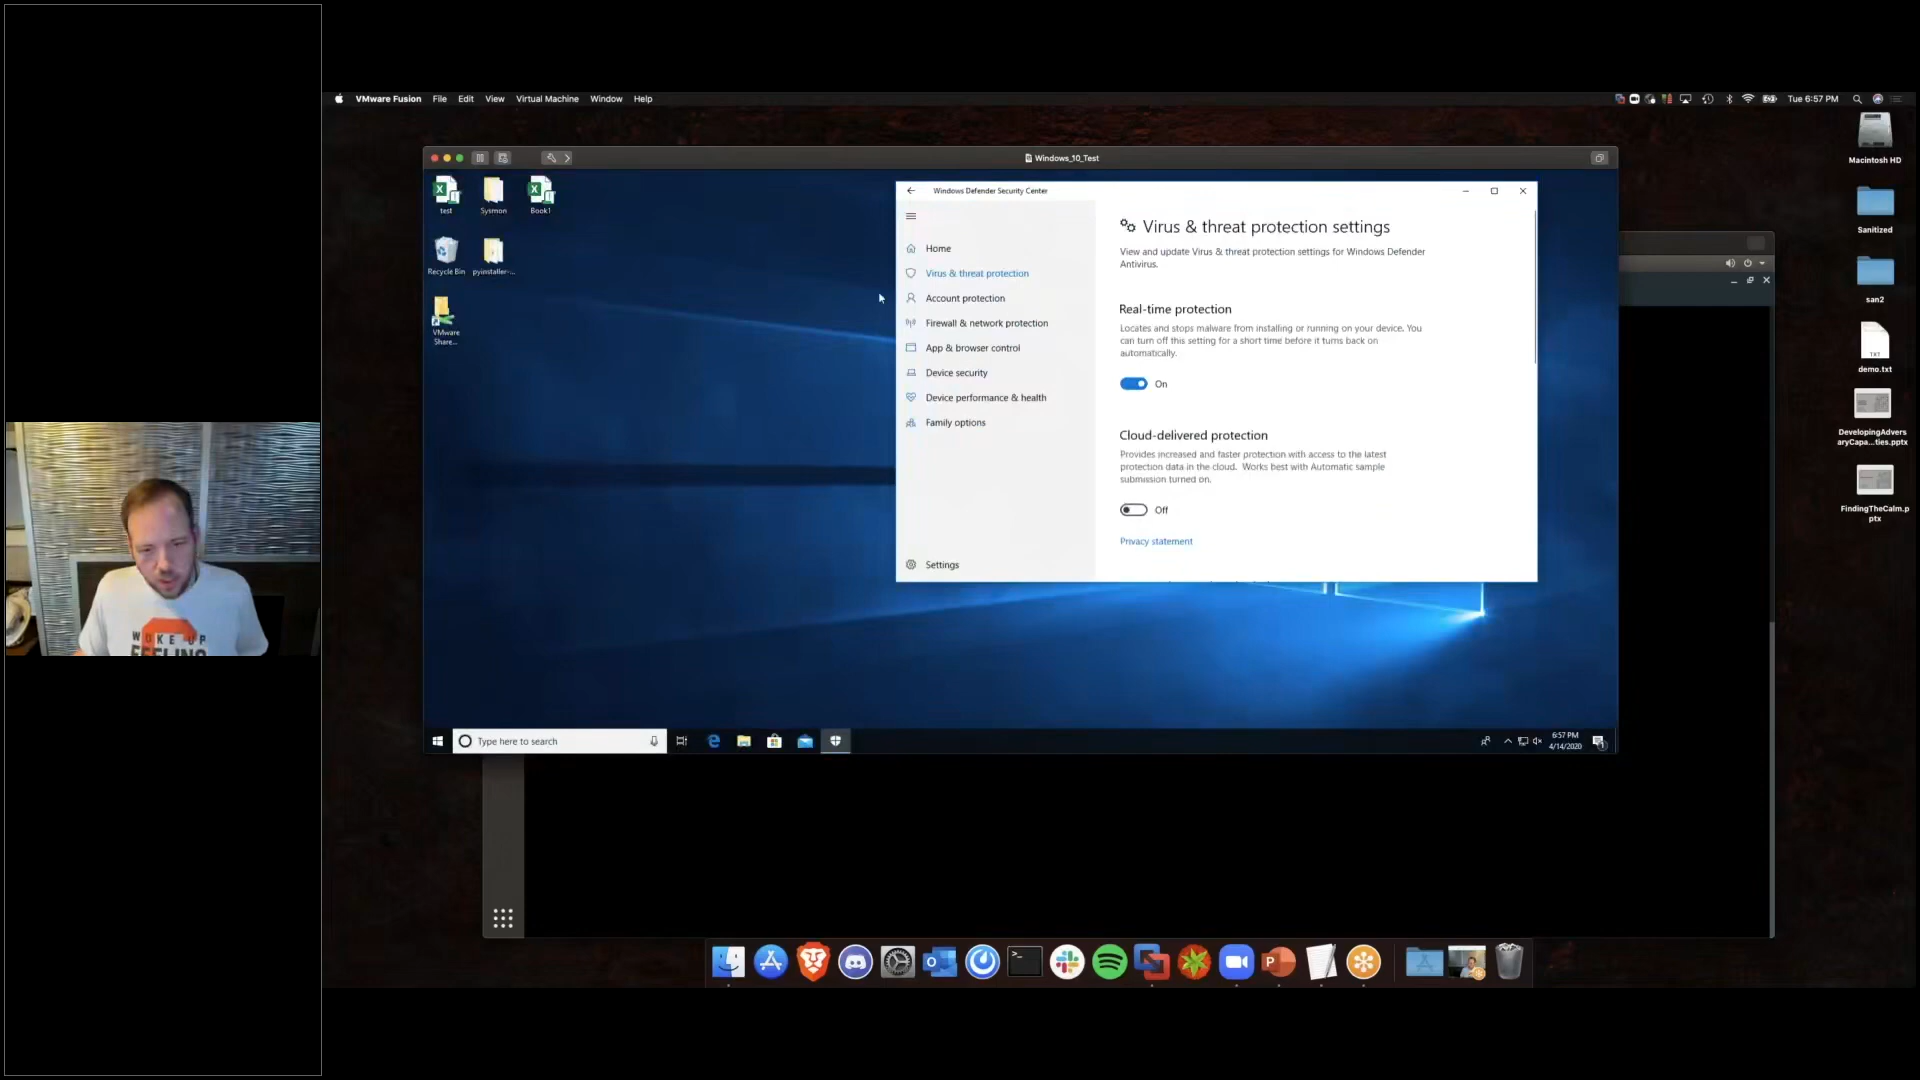 VMware Fusion File Edit View Virtual Machine Window Help
Tue 6:57 PM
Windows_10_Test
test
Sysmon
Book1
Recycle Bin
pyinstaller-...
VMware
Share...
Windows Defender Security Center
Home
Virus & threat protection
Account protection
Firewall & network protection
App & browser control
Device security
Device performance & health
Family options
Settings
Virus & threat protection settings
View and update Virus & threat protection settings for Windows Defender
Antivirus.
Real-time protection
Locates and stops malware from installing or running on your device. You
can turn off this setting for a short time before it turns back on
automatically.
On
Cloud-delivered protection
Provides increased and faster protection with access to the latest
protection data in the cloud. Works best with Automatic sample
submission turned on.
Off
Privacy statement
Type here to search
6:57 PM
4/14/2020
Macintosh HD
Sanitized
san2
TXT
demo.txt
DevelopingAdvers
aryCapa...ties.pptx
FindingTheCalm.p
ptx
WOKE UP
FEELING